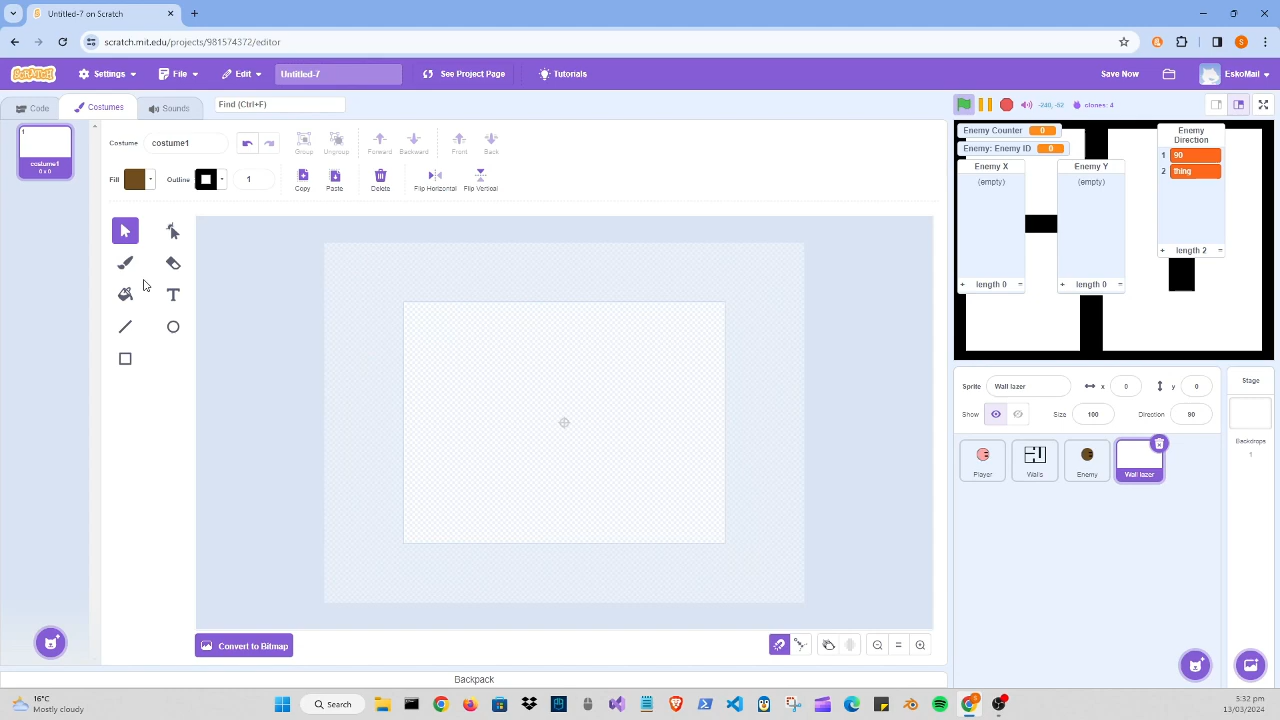 Untitled-7 on Scratch
scratch.mit.edu/projects/981574372/editor
SCRATCH
Settings
File
Edit
Untitled-7
See Project Page
Tutorials
Save Now
EskoMail
Code
Costumes
Sounds
Find (Ctrl+F)
-240, -52
clones: 4
1
costume1
0 x 0
Costume
costume1
Group
Ungroup
Forward
Backward
Front
Back
Fill
Outline
1
Copy
Paste
Delete
Flip Horizontal
Flip Vertical
Enemy Counter 0
Enemy: Enemy ID 0
Enemy X
(empty)
+ length 0 =
Enemy Y
(empty)
+ length 0 =
Enemy
Direction
1 90
2 thing
+ length 2 =
Sprite
Wall lazer
x
0
y
0
Show
Size
100
Direction
90
Player
Walls
Enemy
Wall lazer
Stage
Backdrops
1
Convert to Bitmap
Backpack
16°C
Mostly cloudy
Search
5:32 pm
13/03/2024